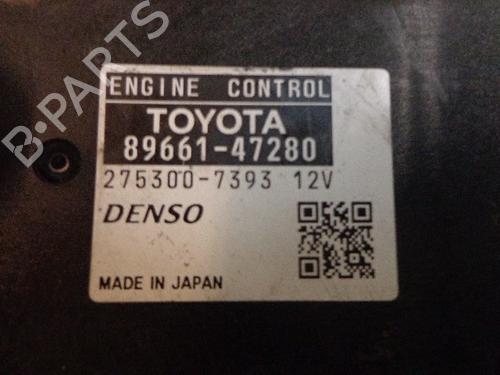 B-PARTS
ENGINE CONTROL
TOYOTA
89661-47280
275300-7393 12V
DENSO
MADE IN JAPAN